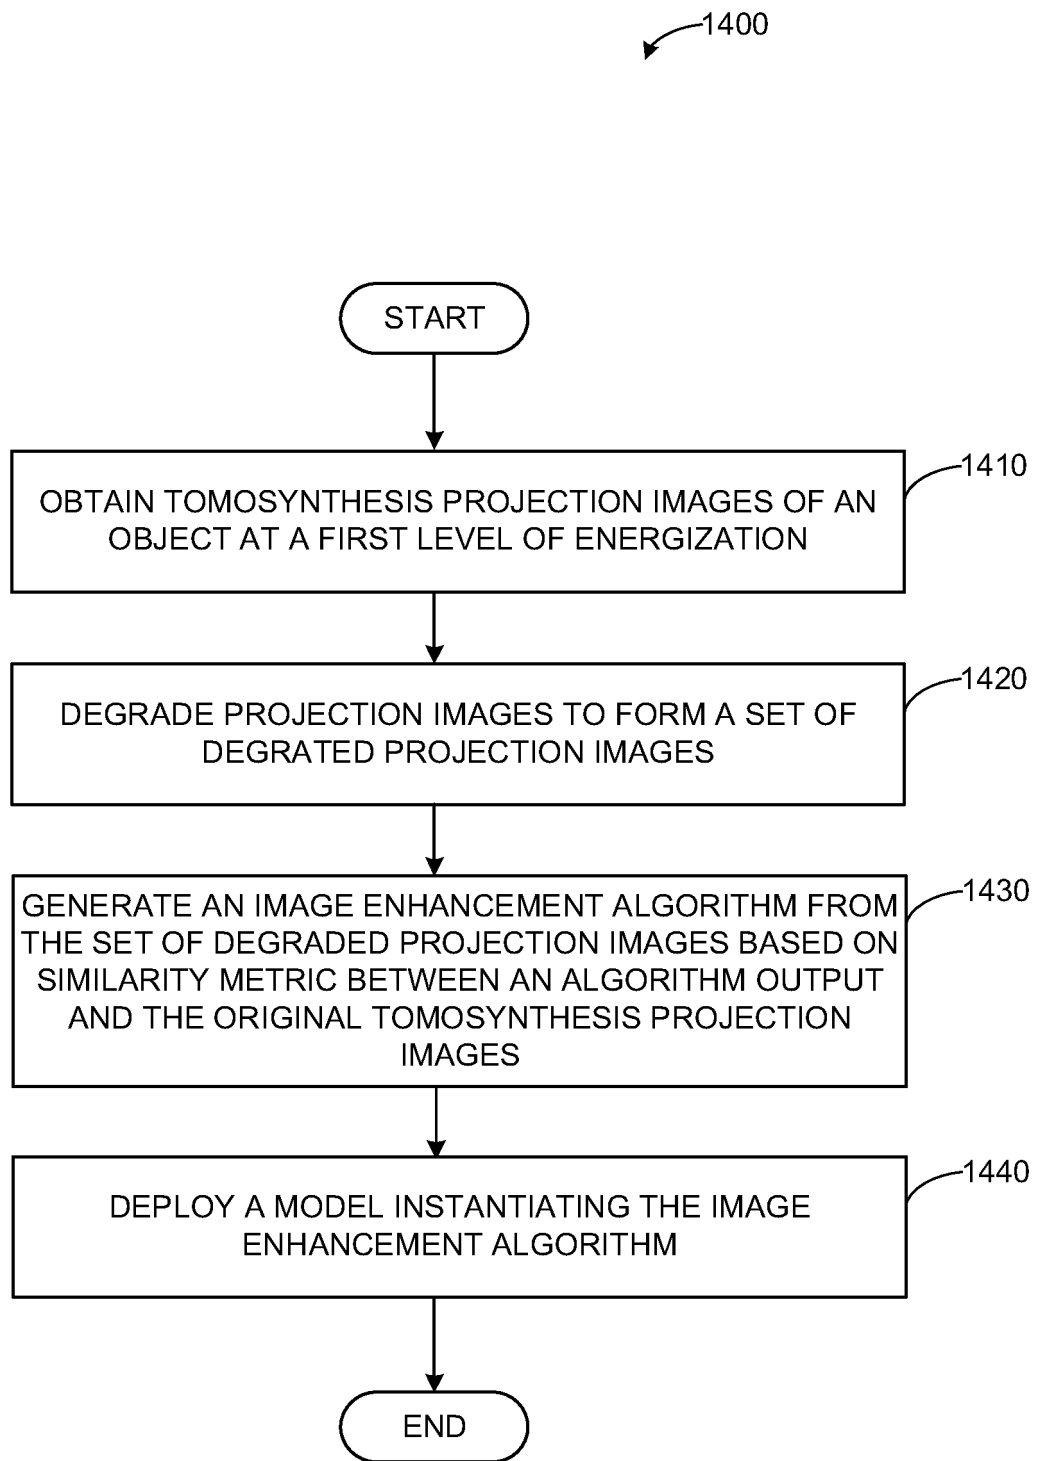 1400
START
1410
OBTAIN TOMOSYNTHESIS PROJECTION IMAGES OF AN
OBJECT AT A FIRST LEVEL OF ENERGIZATION
1420
DEGRADE PROJECTION IMAGES TO FORM A SET OF
DEGRATED PROJECTION IMAGES
1430
GENERATE AN IMAGE ENHANCEMENT ALGORITHM FROM
THE SET OF DEGRADED PROJECTION IMAGES BASED ON
SIMILARITY METRIC BETWEEN AN ALGORITHM OUTPUT
AND THE ORIGINAL TOMOSYNTHESIS PROJECTION
IMAGES
1440
DEPLOY A MODEL INSTANTIATING THE IMAGE
ENHANCEMENT ALGORITHM
END